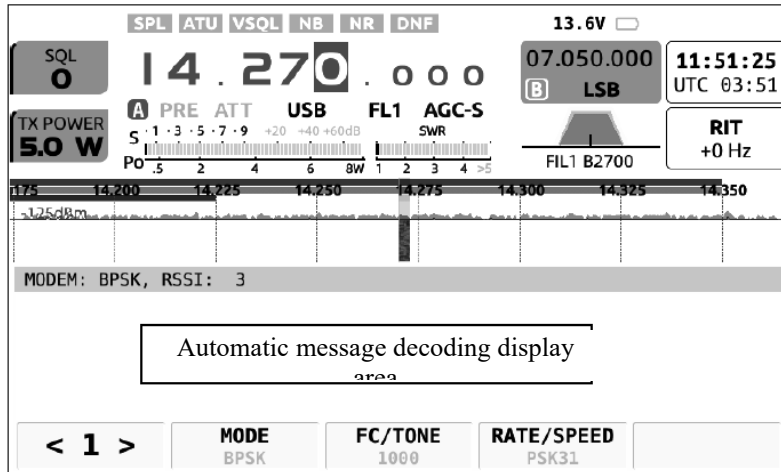 SPL ATU VSQL NB NR DNF 13.6V
SQL
0
14.270.000
07.050.000
B LSB
11:51:25
UTC 03:51
A PRE ATT USB FL1 AGC-S
TX POWER
5.0 W
S ·1 ·3 ·5 ·7 ·9 +20 +40 +60dB SWR
Po .5 2 4 6 8W 1 2 3 4 >5
FIL1 B2700
RIT
+0 Hz
175 14.200 14.225 14.250 14.275 14.300 14.325 14.350
-125dBm
MODEM: BPSK, RSSI: 3
Automatic message decoding display
area
< 1 > MODE FC/TONE RATE/SPEED
BPSK 1000 PSK31